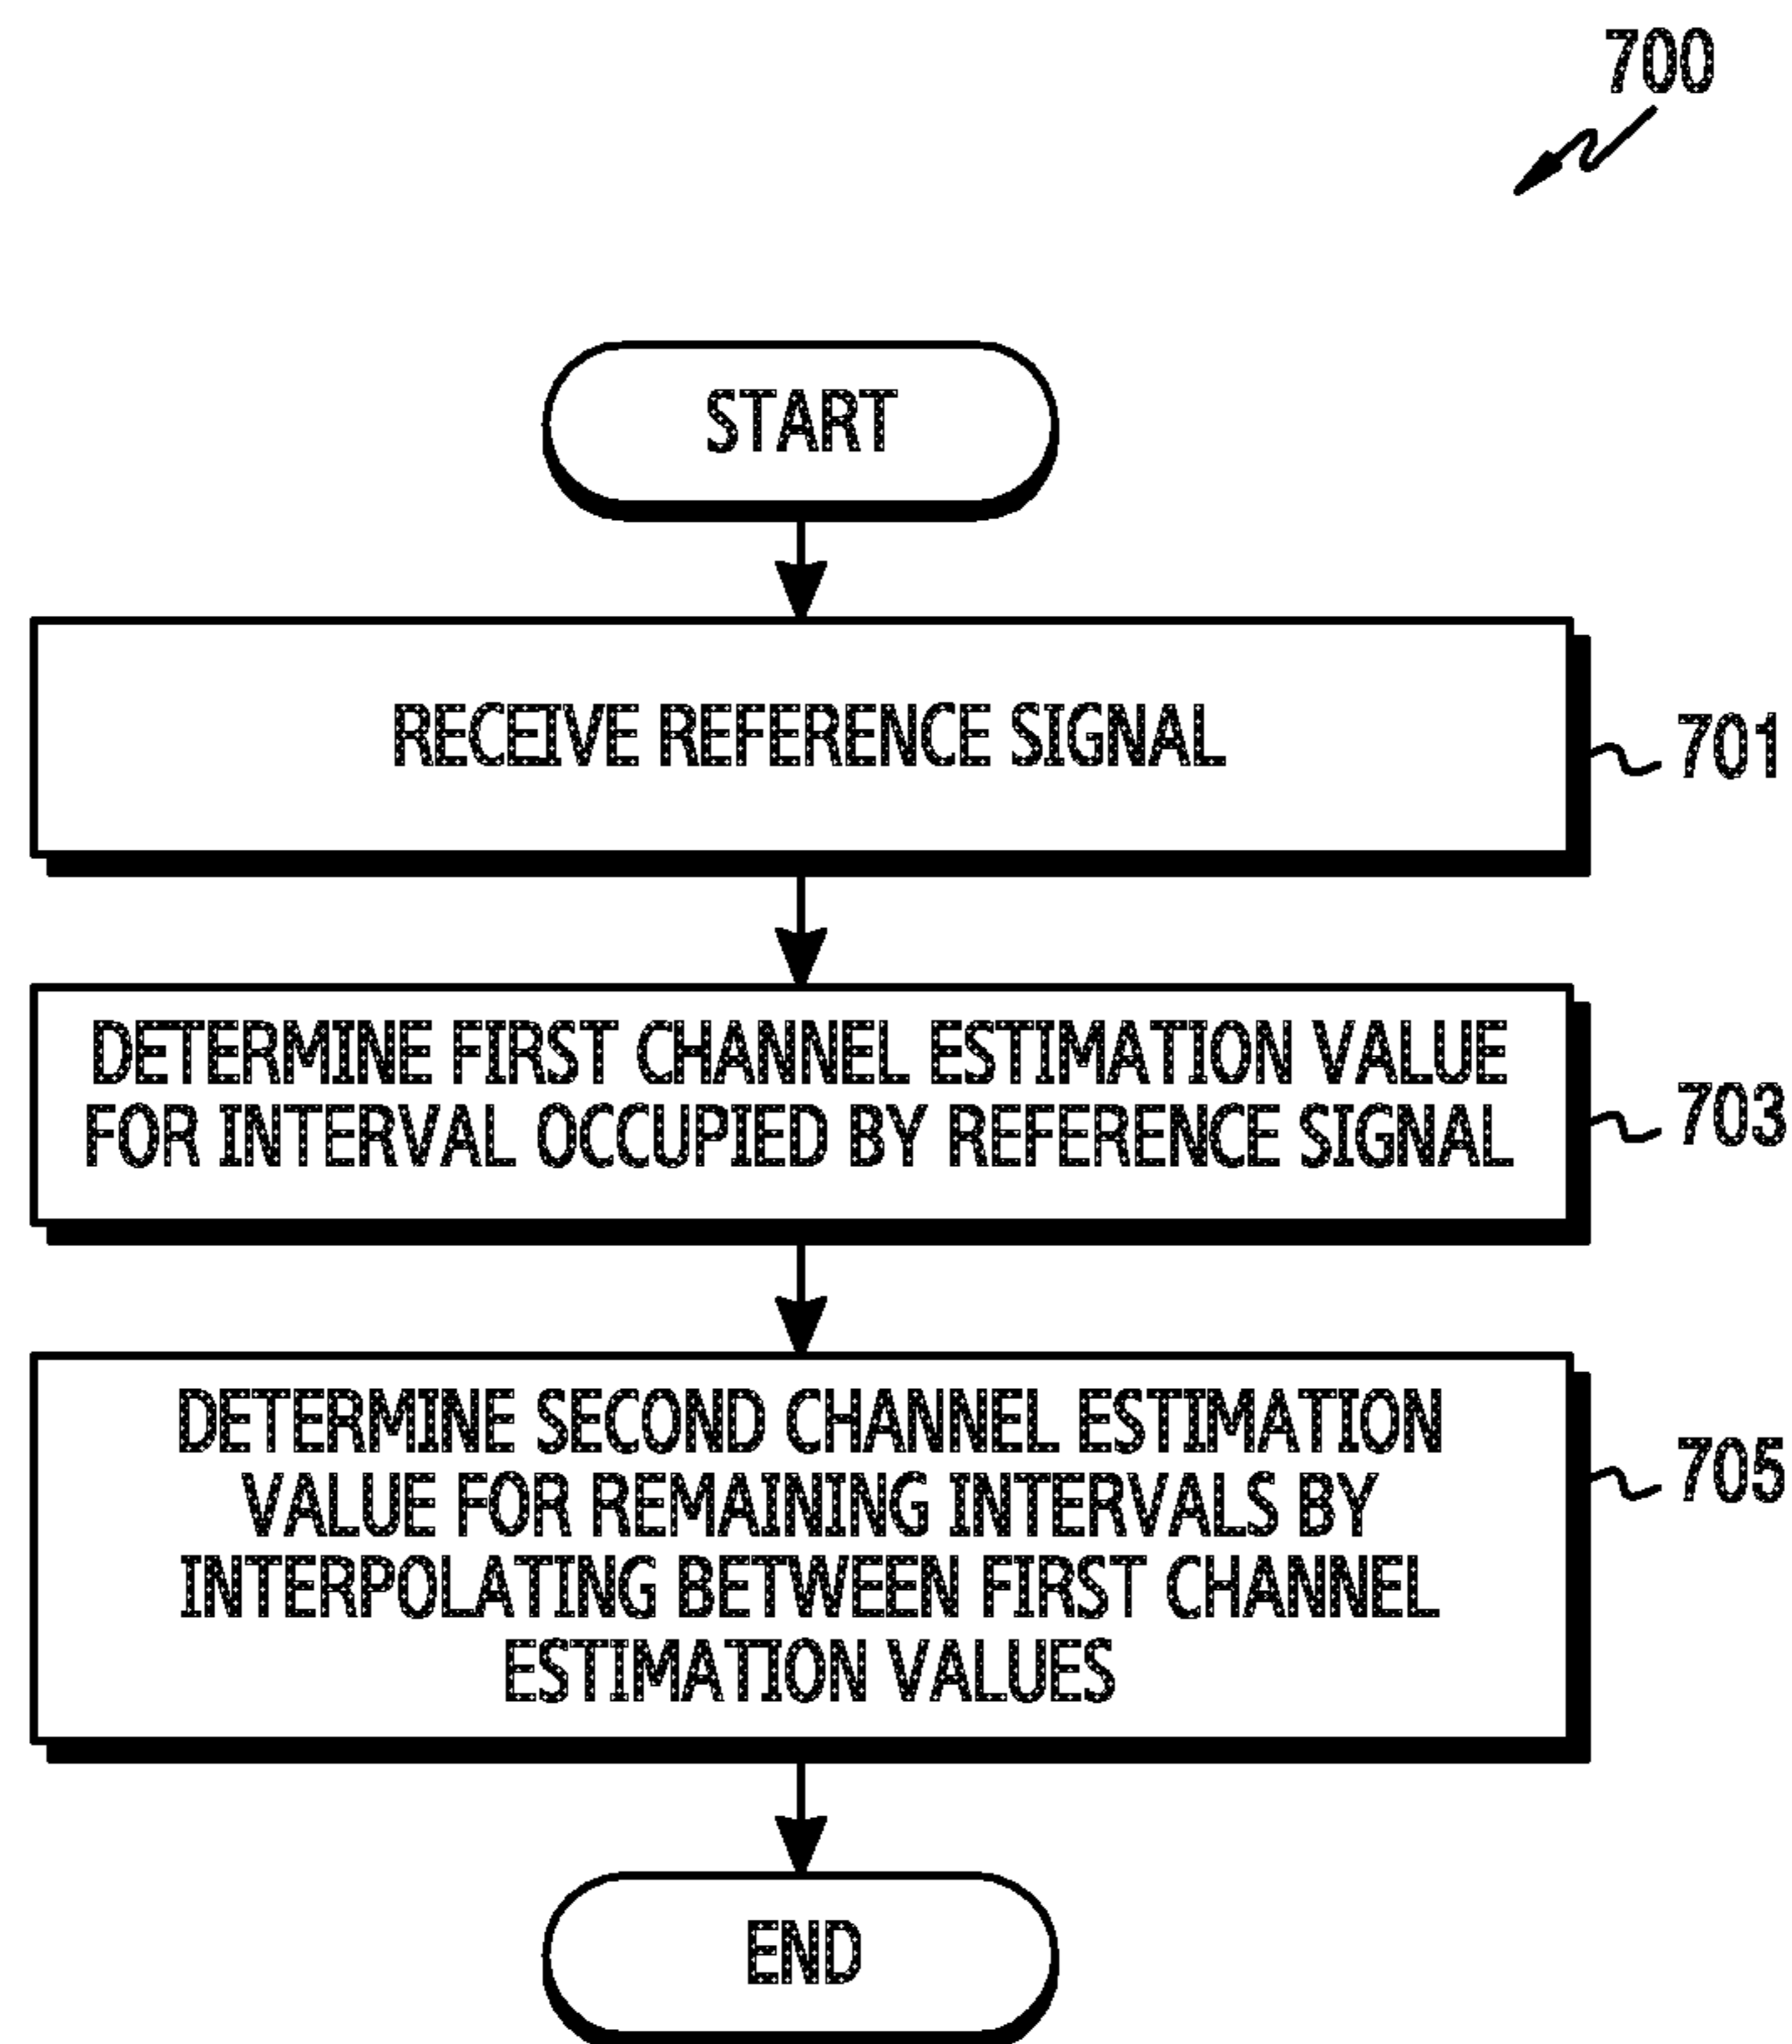 700
START
RECEIVE REFERENCE SIGNAL
701
DETERMINE FIRST CHANNEL ESTIMATION VALUE
FOR INTERVAL OCCUPIED BY REFERENCE SIGNAL
703
DETERMINE SECOND CHANNEL ESTIMATION
VALUE FOR REMAINING INTERVALS BY
INTERPOLATING BETWEEN FIRST CHANNEL
ESTIMATION VALUES
705
END